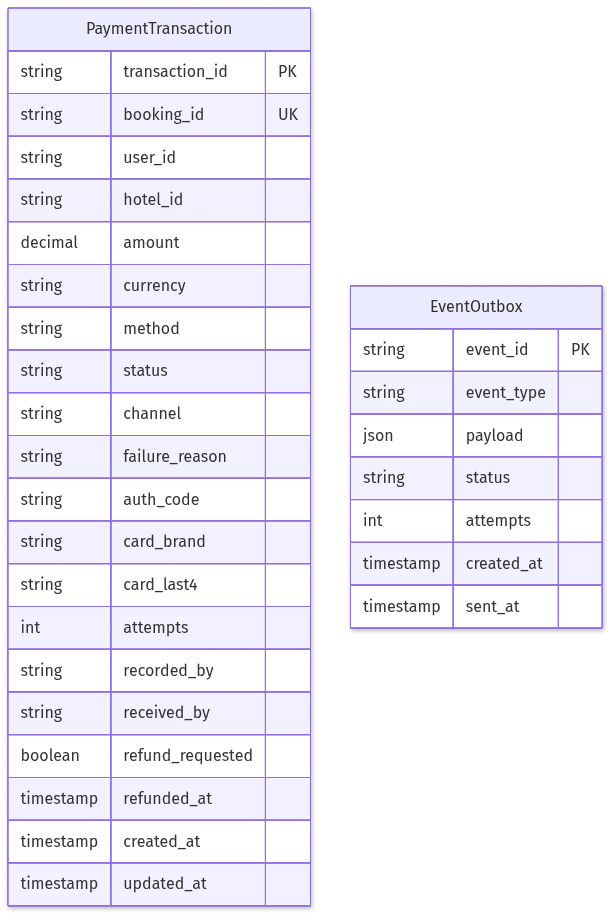 PaymentTransaction
string transaction_id PK
string booking_id UK
string user_id
string hotel_id
decimal amount
string currency
string method
string status
string channel
string failure_reason
string auth_code
string card_brand
string card_last4
int attempts
string recorded_by
string received_by
boolean refund_requested
timestamp refunded_at
timestamp created_at
timestamp updated_at
EventOutbox
string event_id PK
string event_type
json payload
string status
int attempts
timestamp created_at
timestamp sent_at